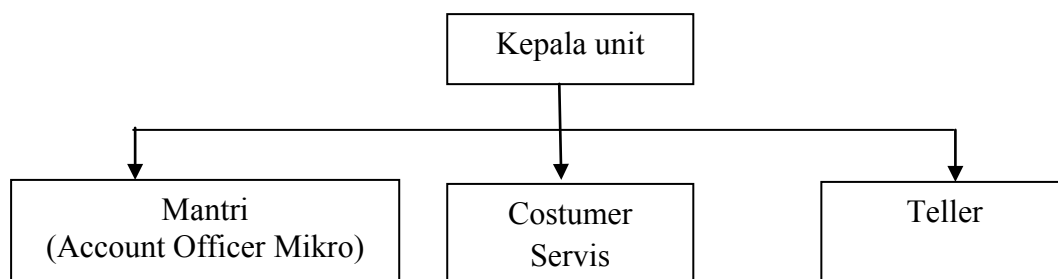 Kepala unit
Mantri
(Account Officer Mikro)
Costumer
Servis
Teller